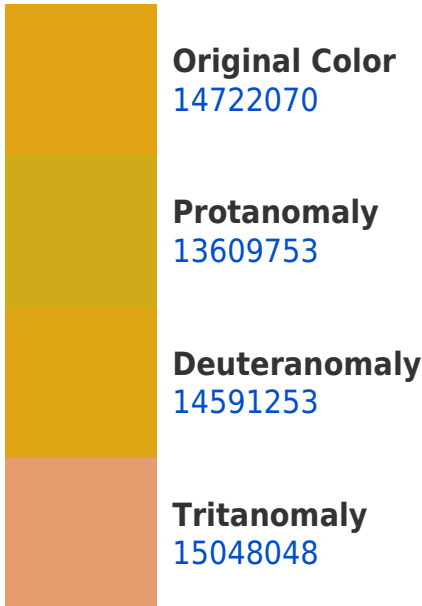 Original Color
14722070
Protanomaly
13609753
Deuteranomaly
14591253
Tritanomaly
15048048